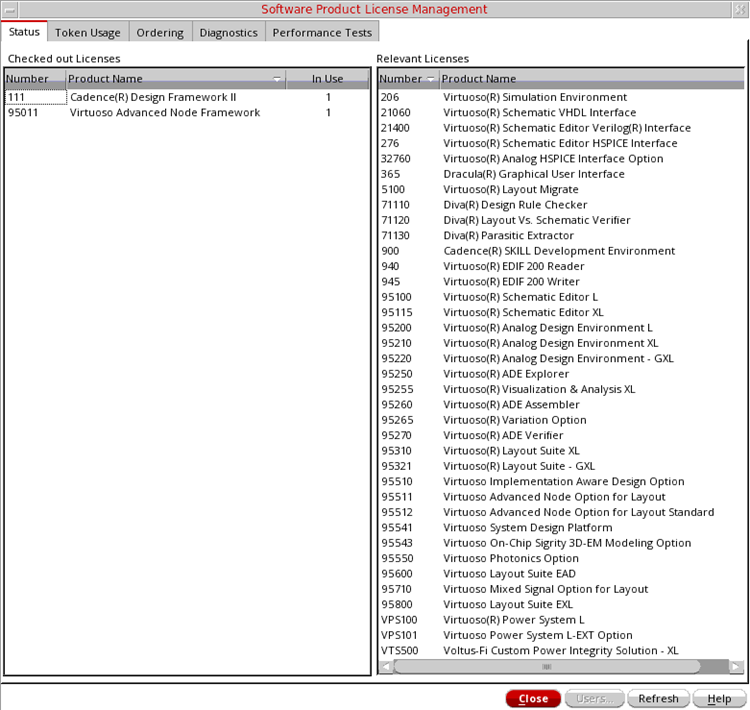 Software Product License Management
Status Token Usage Ordering Diagnostics Performance Tests
Checked out Licenses
Number Product Name In Use
111 Cadence(R) Design Framework II 1
95011 Virtuoso Advanced Node Framework 1
Relevant Licenses
Number Product Name
206 Virtuoso(R) Simulation Environment
21060 Virtuoso(R) Schematic VHDL Interface
21400 Virtuoso(R) Schematic Editor Verilog(R) Interface
276 Virtuoso(R) Schematic Editor HSPICE Interface
32760 Virtuoso(R) Analog HSPICE Interface Option
365 Dracula(R) Graphical User Interface
5100 Virtuoso(R) Layout Migrate
71110 Diva(R) Design Rule Checker
71120 Diva(R) Layout Vs. Schematic Verifier
71130 Diva(R) Parasitic Extractor
900 Cadence(R) SKILL Development Environment
940 Virtuoso(R) EDIF 200 Reader
945 Virtuoso(R) EDIF 200 Writer
95100 Virtuoso(R) Schematic Editor L
95115 Virtuoso(R) Schematic Editor XL
95200 Virtuoso(R) Analog Design Environment L
95210 Virtuoso(R) Analog Design Environment XL
95220 Virtuoso(R) Analog Design Environment - GXL
95250 Virtuoso(R) ADE Explorer
95255 Virtuoso(R) Visualization & Analysis XL
95260 Virtuoso(R) ADE Assembler
95265 Virtuoso(R) Variation Option
95270 Virtuoso(R) ADE Verifier
95310 Virtuoso(R) Layout Suite XL
95321 Virtuoso(R) Layout Suite - GXL
95510 Virtuoso Implementation Aware Design Option
95511 Virtuoso Advanced Node Option for Layout
95512 Virtuoso Advanced Node Option for Layout Standard
95541 Virtuoso System Design Platform
95543 Virtuoso On-Chip Sigrity 3D-EM Modeling Option
95550 Virtuoso Photonics Option
95600 Virtuoso Layout Suite EAD
95710 Virtuoso Mixed Signal Option for Layout
95800 Virtuoso Layout Suite EXL
VPS100 Virtuoso(R) Power System L
VPS101 Virtuoso Power System L-EXT Option
VTS500 Voltus-Fi Custom Power Integrity Solution - XL
Close Users... Refresh Help